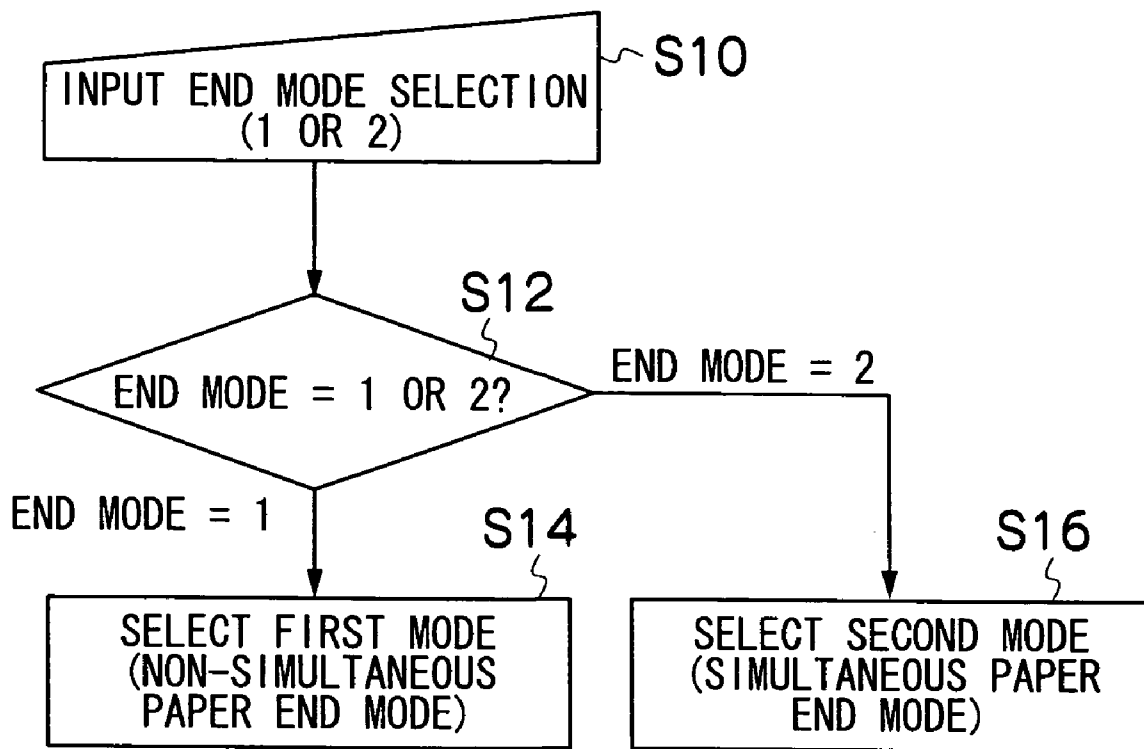 S10
INPUT END MODE SELECTION
(1 OR 2)
S12
END MODE = 1 OR 2?
END MODE = 2
END MODE = 1
S14
SELECT FIRST MODE
(NON-SIMULTANEOUS
PAPER END MODE)
S16
SELECT SECOND MODE
(SIMULTANEOUS PAPER
END MODE)